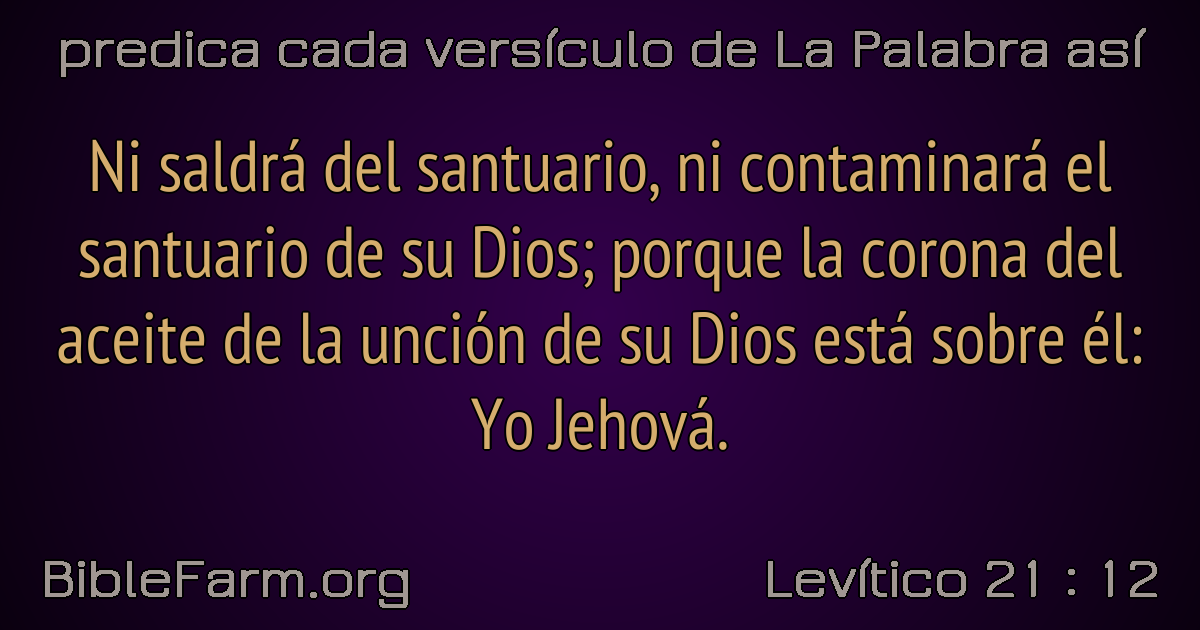 predica cada versículo de La Palabra así
Ni saldrá del santuario, ni contaminará el
santuario de su Dios; porque la corona del
aceite de la unción de su Dios está sobre él:
Yo Jehová.
BibleFarm.org
Levítico 21 : 12